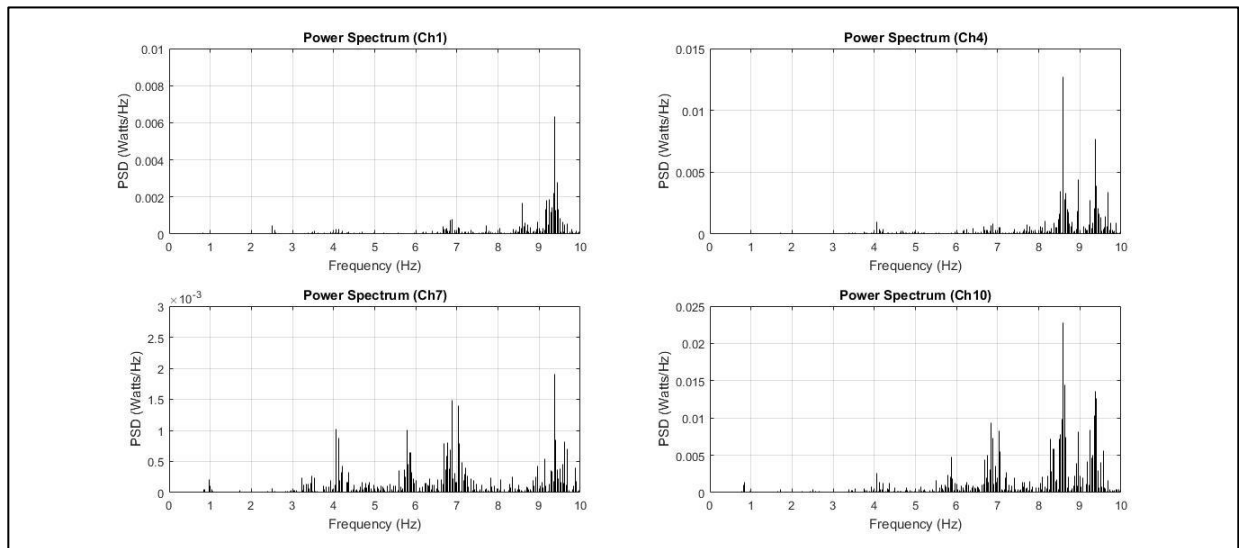 Power Spectrum (Ch1)
0.01
0.008
0.006
0.004
0.002
0
PSD (Watts/Hz)
0 1 2 3 4 5 6 7 8 9 10
Frequency (Hz)
Power Spectrum (Ch4)
0.015
0.01
0.005
0
PSD (Watts/Hz)
0 1 2 3 4 5 6 7 8 9 10
Frequency (Hz)
Power Spectrum (Ch7)
×10-3
3
2.5
2
1.5
1
0.5
0
PSD (Watts/Hz)
0 1 2 3 4 5 6 7 8 9 10
Frequency (Hz)
Power Spectrum (Ch10)
0.025
0.02
0.015
0.01
0.005
0
PSD (Watts/Hz)
0 1 2 3 4 5 6 7 8 9 10
Frequency (Hz)